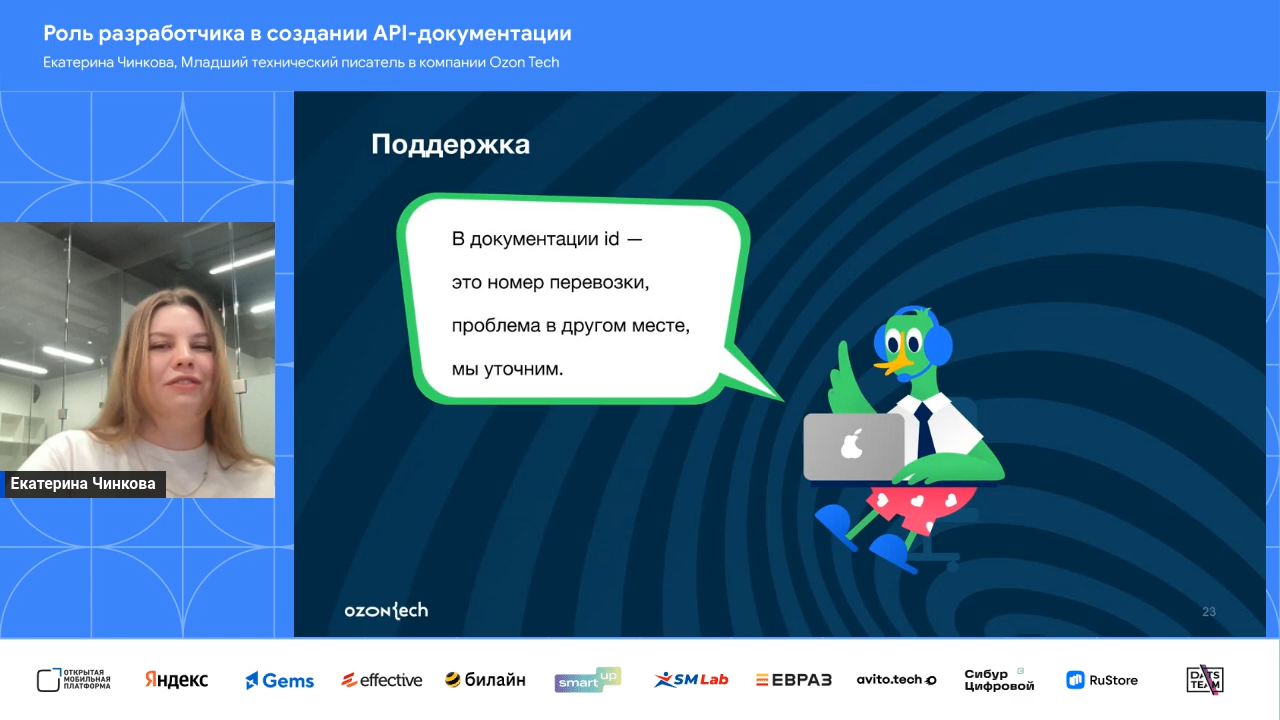 Роль разработчика в создании API-документации
Екатерина Чинкова, Младший технический писатель в компании Ozon Tech
Поддержка
В документации id —
это номер перевозки,
проблема в другом месте,
мы уточним.
Екатерина Чинкова
ozon{ech
23
ОТКРЫТАЯ
МОБИЛЬНАЯ
ПЛАТФОРМА
Яндекс
Gems
effective
билайн
smart up
SM Lab
ЕВРАЗ
avito.tech
Сибур
Цифровой
RuStore
DATS
TEAM